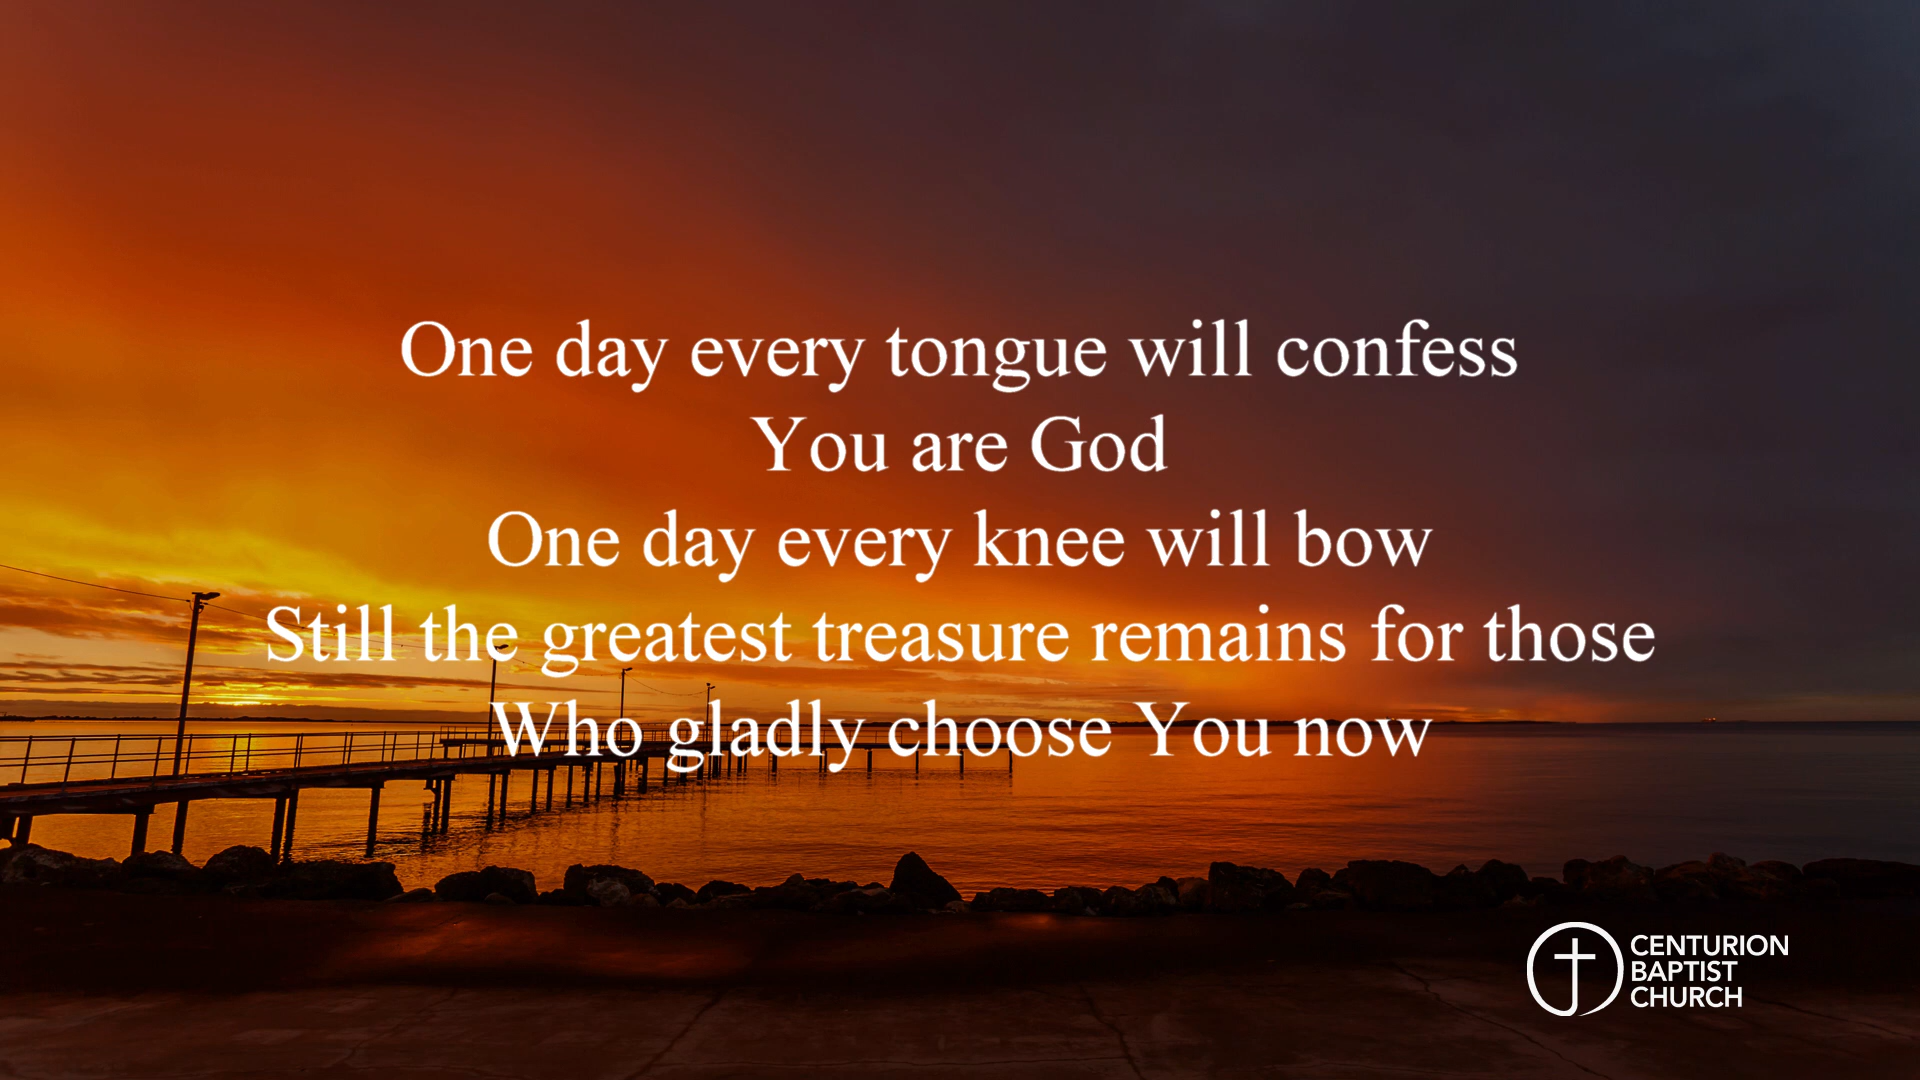 One day every tongue will confess
You are God
One day every knee will bow
Still the greatest treasure remains for those
Who gladly choose You now
CENTURION
BAPTIST
CHURCH